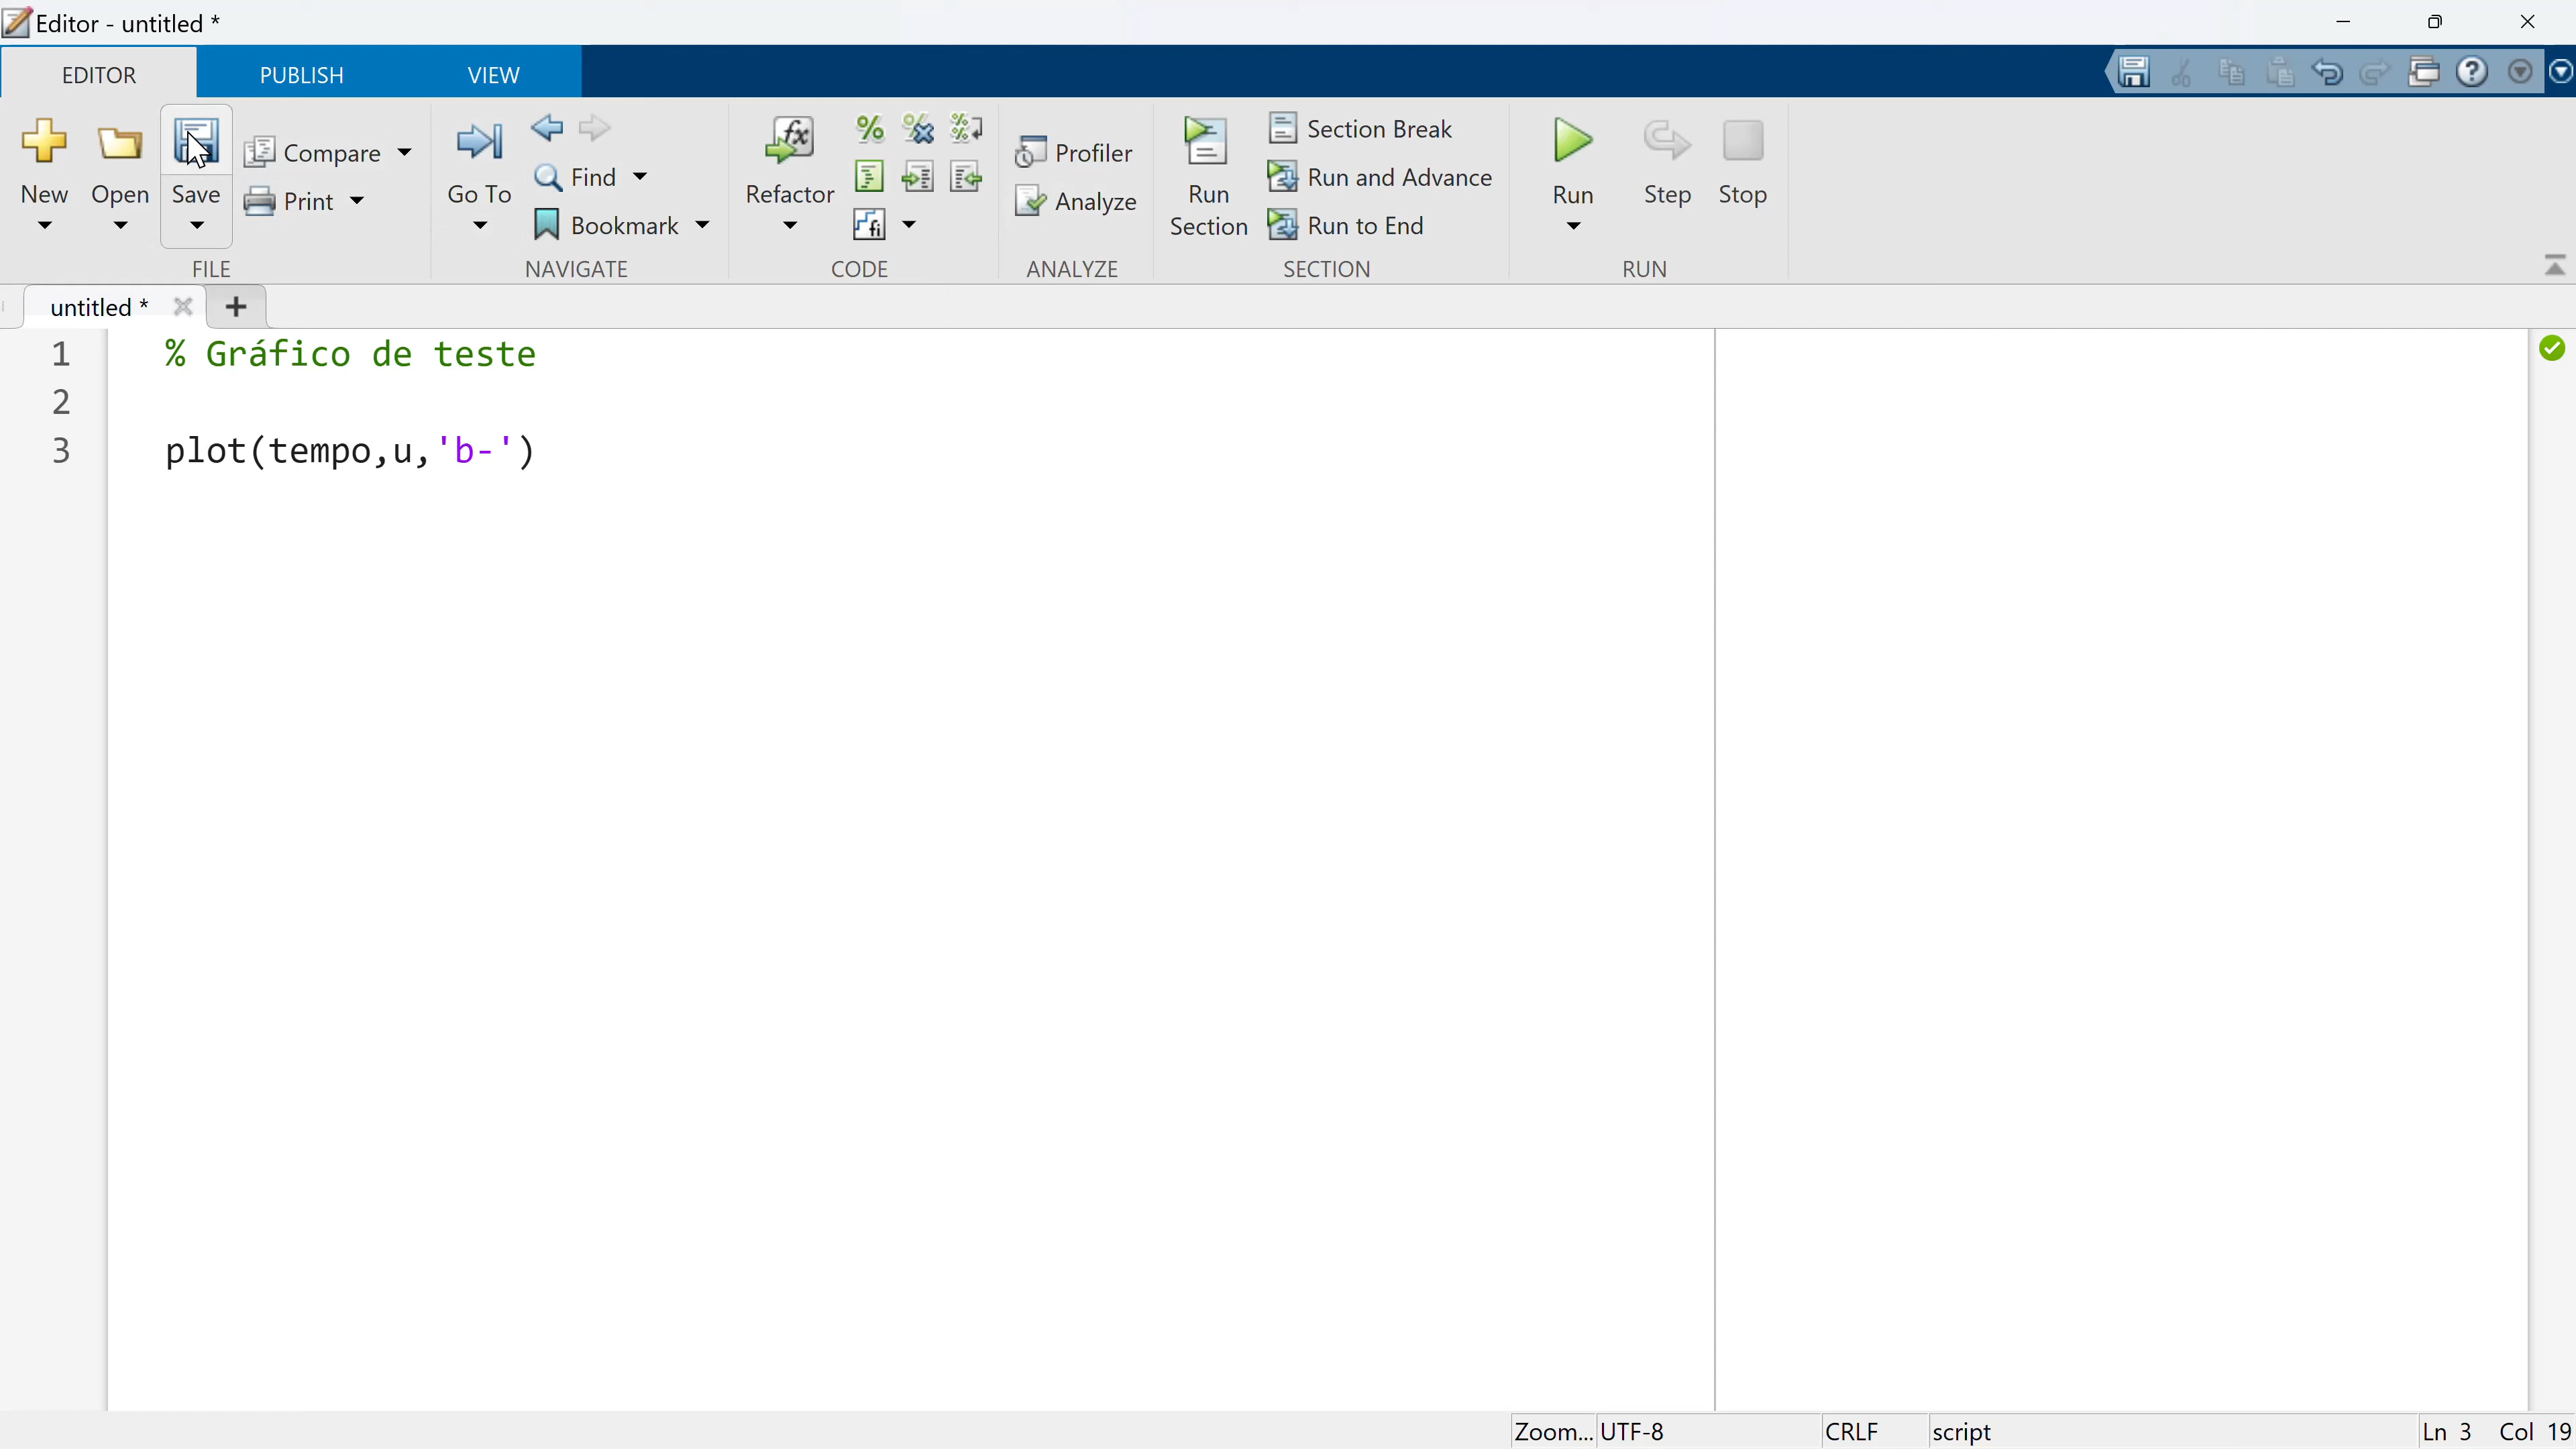 Editor - untitled *
EDITOR PUBLISH VIEW
New Open Save Compare Print
Go To Find Bookmark
Refactor
Profiler
Analyze
Run Section
Section Break
Run and Advance
Run to End
Run Step Stop
FILE NAVIGATE CODE ANALYZE SECTION RUN
untitled *
1 % Gráfico de teste
2
3 plot(tempo,u,'b-')
Zoom... UTF-8 CRLF script Ln 3 Col 19